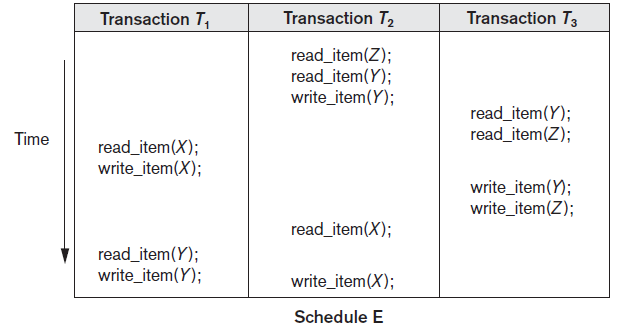 Transaction T1 Transaction T2 Transaction T3
read_item(Z);
read_item(Y);
write_item(Y);
read_item(Y);
read_item(Z);
Time
read_item(X);
write_item(X);
write_item(Y);
write_item(Z);
read_item(X);
read_item(Y);
write_item(Y);
write_item(X);
Schedule E